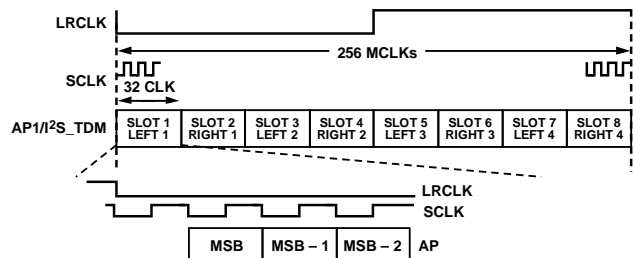 LRCLK
256 MCLKs
SCLK
32 CLK
AP1/I²S_TDM
SLOT 1 SLOT 2 SLOT 3 SLOT 4 SLOT 5 SLOT 6 SLOT 7 SLOT 8
LEFT 1 RIGHT 1 LEFT 2 RIGHT 2 LEFT 3 RIGHT 3 LEFT 4 RIGHT 4
LRCLK
SCLK
MSB MSB – 1 MSB – 2 AP